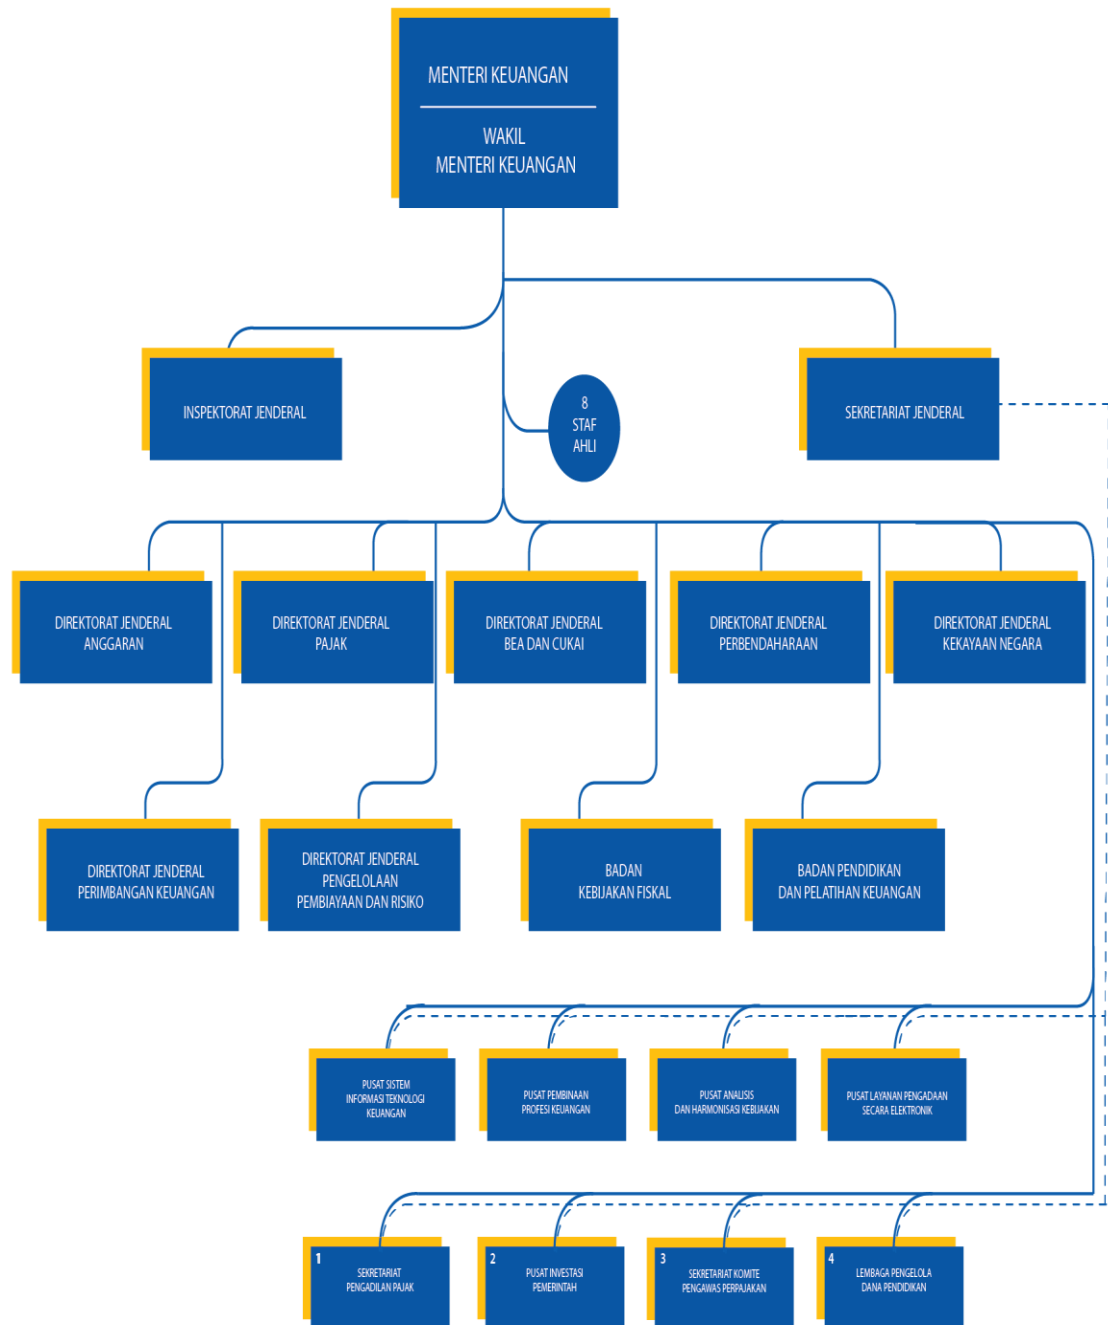 MENTERI KEUANGAN
WAKIL
MENTERI KEUANGAN
INSPEKTORAT JENDERAL
8
STAF
AHLI
SEKRETARIAT JENDERAL
DIREKTORAT JENDERAL
ANGGARAN
DIREKTORAT JENDERAL
PAJAK
DIREKTORAT JENDERAL
BEA DAN CUKAI
DIREKTORAT JENDERAL
PERBENDAHARAAN
DIREKTORAT JENDERAL
KEKAYAAN NEGARA
DIREKTORAT JENDERAL
PERIMBANGAN KEUANGAN
DIREKTORAT JENDERAL
PENGELOLAAN
PEMBIAYAAN DAN RISIKO
BADAN
KEBIJAKAN FISKAL
BADAN PENDIDIKAN
DAN PELATIHAN KEUANGAN
PUSAT SISTEM
INFORMASI TEKNOLOGI
KEUANGAN
PUSAT PEMBINAAN
PROFESI KEUANGAN
PUSAT ANALISIS
DAN HARMONISASI KEBIJAKAN
PUSAT LAYANAN PENGADAAN
SECARA ELEKTRONIK
1
SEKRETARIAT
PENGADILAN PAJAK
2
PUSAT INVESTASI
PEMERINTAH
3
SEKRETARIAT KOMITE
PENGAWAS PERPAJAKAN
4
LEMBAGA PENGELOLA
DANA PENDIDIKAN